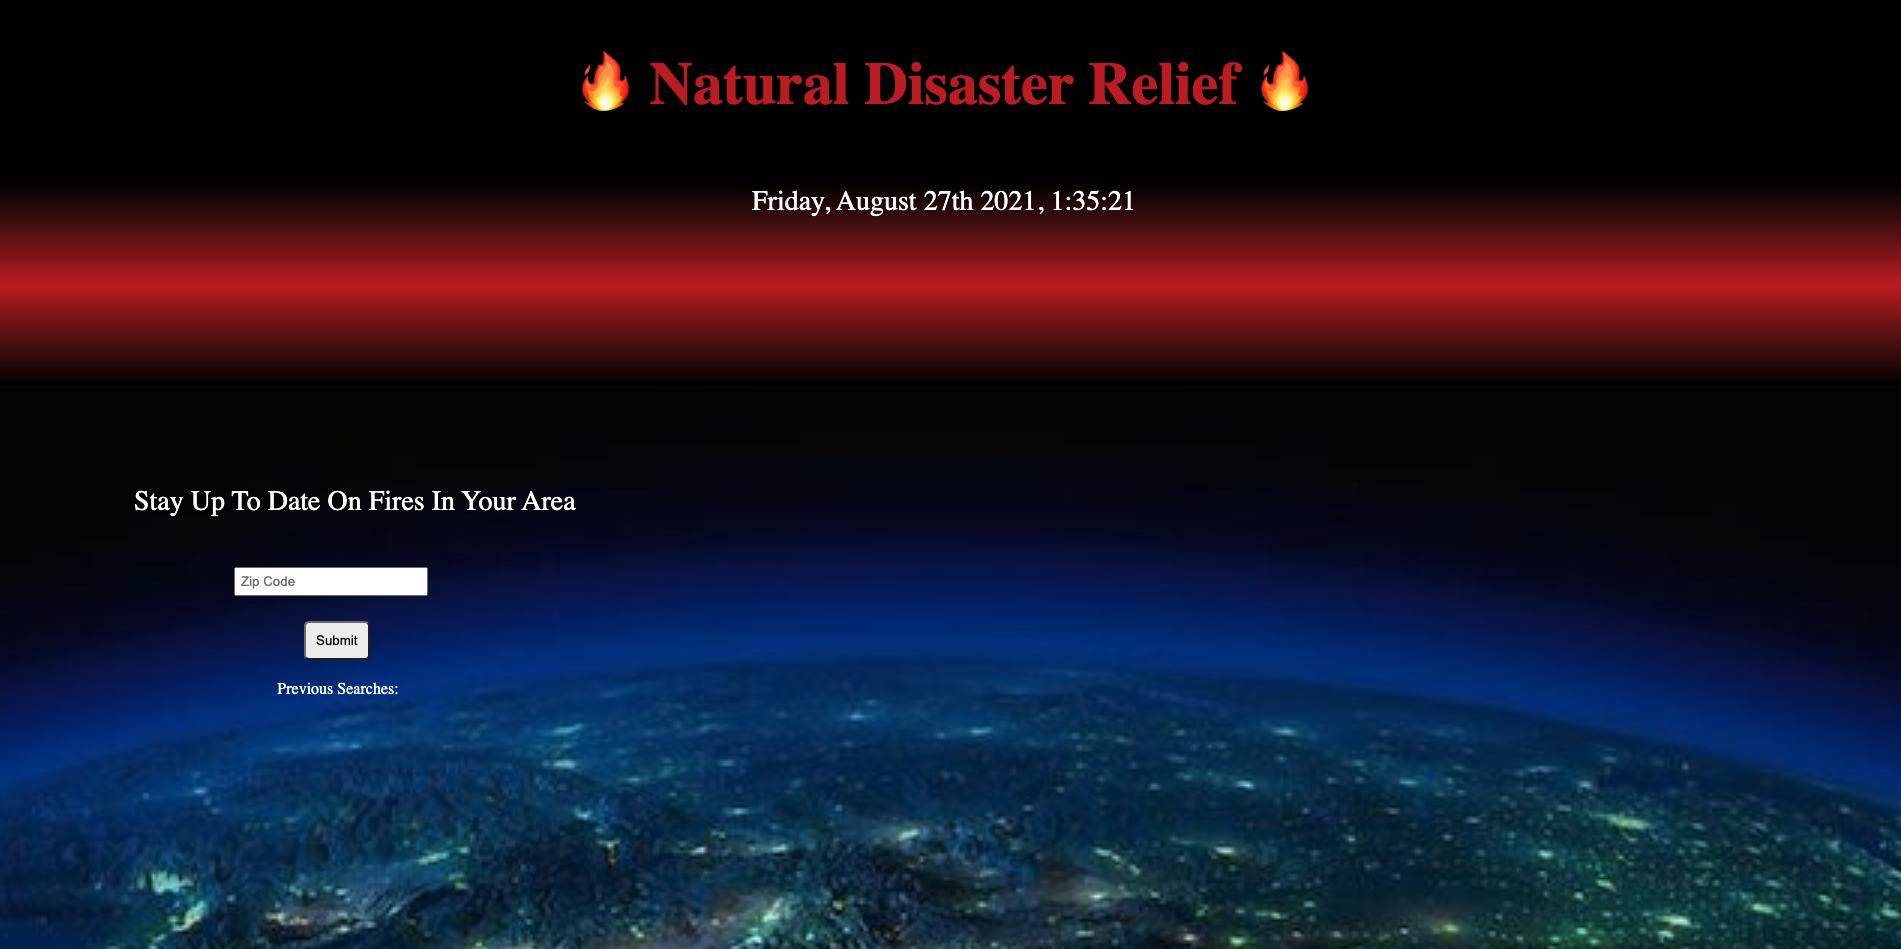 🔥 Natural Disaster Relief 🔥
Friday, August 27th 2021, 1:35:21
Stay Up To Date On Fires In Your Area
Zip Code
Submit
Previous Searches: